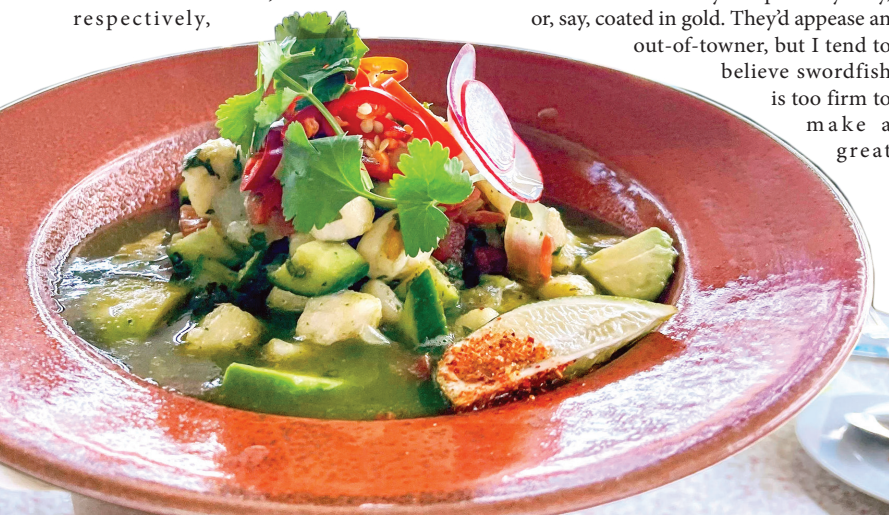 respectively,
or, say, coated in gold. They’d appease an
out-of-towner, but I tend to
believe swordfish
is too firm to
make a
great